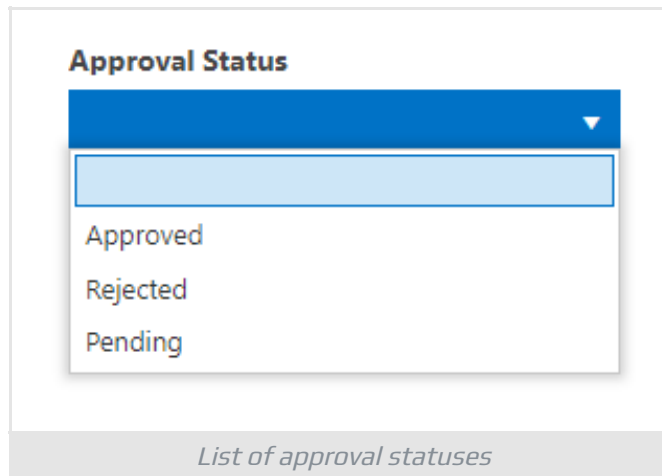 Approval Status
Approved
Rejected
Pending
List of approval statuses